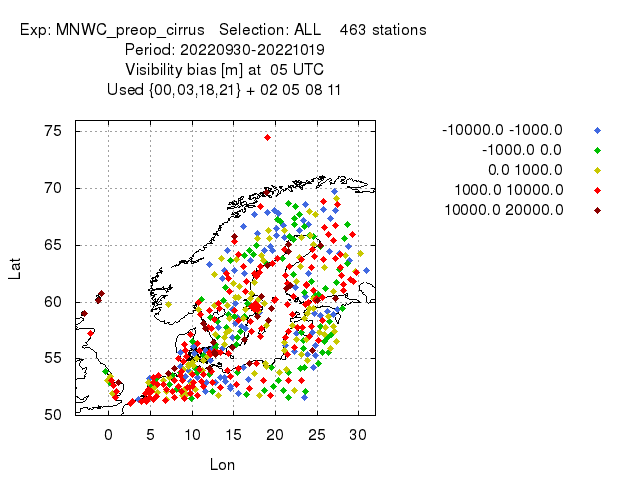 Exp: MNWC_preop_cirrus Selection: ALL 463 stations
Period: 20220930-20221019
Visibility bias [m] at 05 UTC
Used {00,03,18,21} + 02 05 08 11
-10000.0 -1000.0
-1000.0 0.0
0.0 1000.0
1000.0 10000.0
10000.0 20000.0
75
70
65
60
55
50
Lat
0 5 10 15 20 25 30
Lon